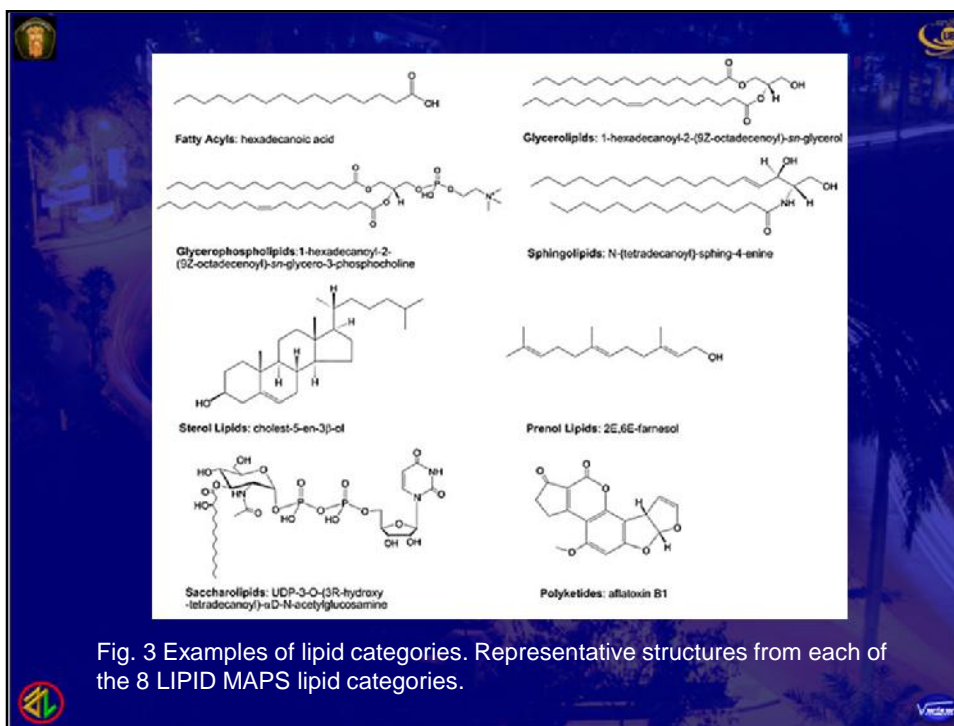 Fatty Acyls: hexadecanoic acid
Glycerolipids: 1-hexadecanoyl-2-(9Z-octadecenoyl)-sn-glycerol
Glycerophospholipids:1-hexadecanoyl-2-
(9Z-octadecenoyl)-sn-glycero-3-phosphocholine
Sphingolipids: N-(tetradecanoyl)-sphing-4-enine
Sterol Lipids: cholest-5-en-3β-ol
Prenol Lipids: 2E,6E-farnesol
Saccharolipids: UDP-3-O-(3R-hydroxy
-tetradecanoyl)-αD-N-acetylglucosamine
Polyketides: aflatoxin B1
Fig. 3 Examples of lipid categories. Representative structures from each of
the 8 LIPID MAPS lipid categories.